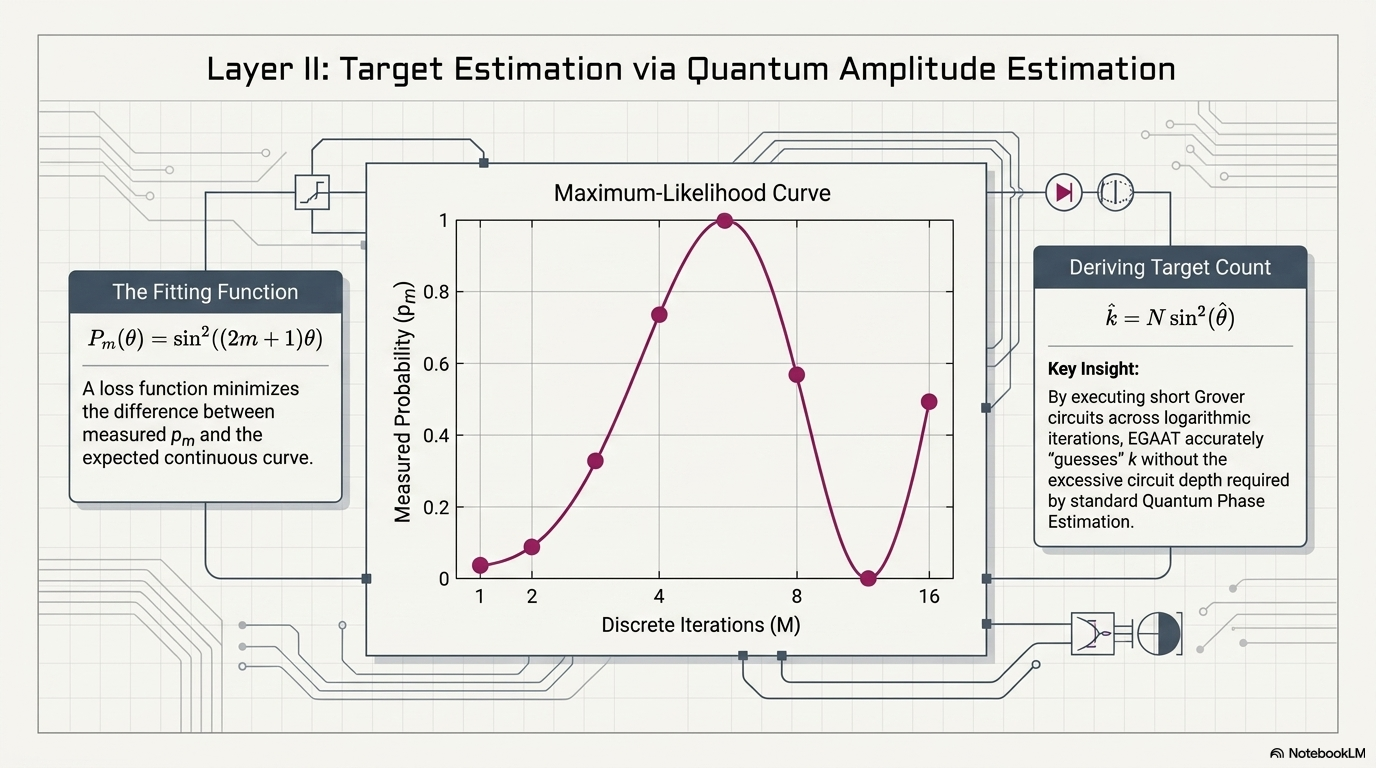 Layer II: Target Estimation via Quantum Amplitude Estimation
The Fitting Function
Pₘ(θ) = sin²((2m + 1)θ)
A loss function minimizes
the difference between
measured pₘ and the
expected continuous curve.
Maximum-Likelihood Curve
Measured Probability (pₘ)
1
0.8
0.6
0.4
0.2
0
1 2 4 8 16
Discrete Iterations (M)
Deriving Target Count
k̂ = N sin²(θ̂)
Key Insight:
By executing short Grover
circuits across logarithmic
iterations, EGAAT accurately
“guesses” k without the
excessive circuit depth required
by standard Quantum Phase
Estimation.
NotebookLM